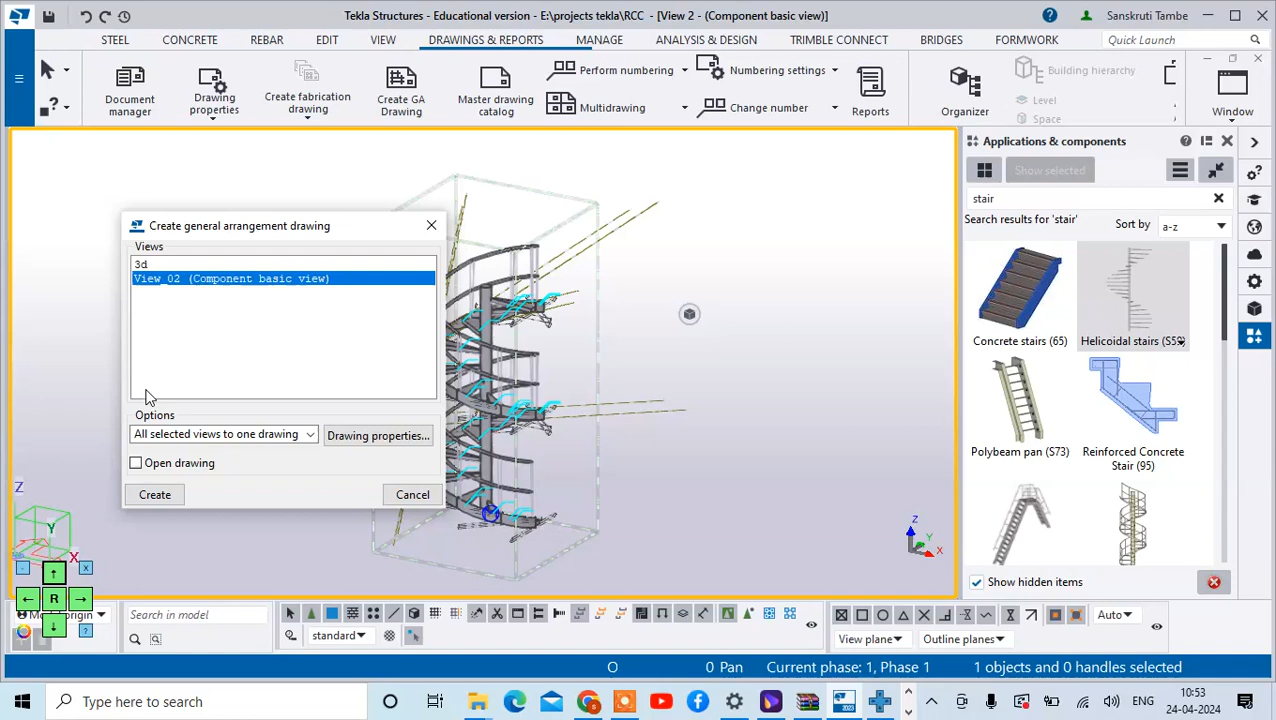 Tekla Structures - Educational version - E:\projects tekla\RCC - [View 2 - (Component basic view)]
Sanskruti Tambe
STEEL CONCRETE REBAR EDIT VIEW DRAWINGS & REPORTS MANAGE ANALYSIS & DESIGN TRIMBLE CONNECT BRIDGES FORMWORK Quick Launch
Document manager
Drawing properties
Create fabrication drawing
Create GA Drawing
Master drawing catalog
Perform numbering
Multidrawing
Numbering settings
Change number
Reports
Organizer
Building hierarchy
Level
Space
Window
Applications & components
Show selected
stair
Search results for 'stair'
Sort by a-z
Concrete stairs (65)
Helicoidal stairs (S59
Polybeam pan (S73)
Reinforced Concrete Stair (95)
Show hidden items
Create general arrangement drawing
Views
3d
View_02 (Component basic view)
Options
All selected views to one drawing
Drawing properties...
Open drawing
Create
Cancel
Z
Y
X
x
R
?
Z
Y
X
origin
Search in model
standard
Auto
View plane
Outline planes
O
0 Pan
Current phase: 1, Phase 1
1 objects and 0 handles selected
Type here to search
2023
ENG
10:53
24-04-2024